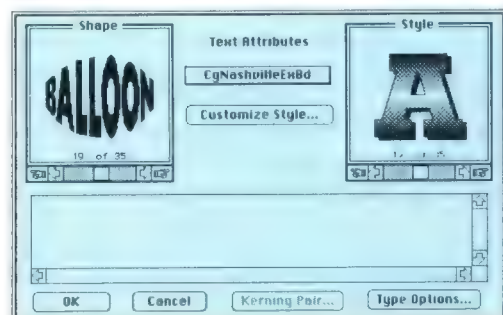 Shape
Text Attributes
Style
BALLOON
CgNashvilleExBd
Customize Style...
A
19 of 35
OK
Cancel
Kerning Pair...
Type Options...